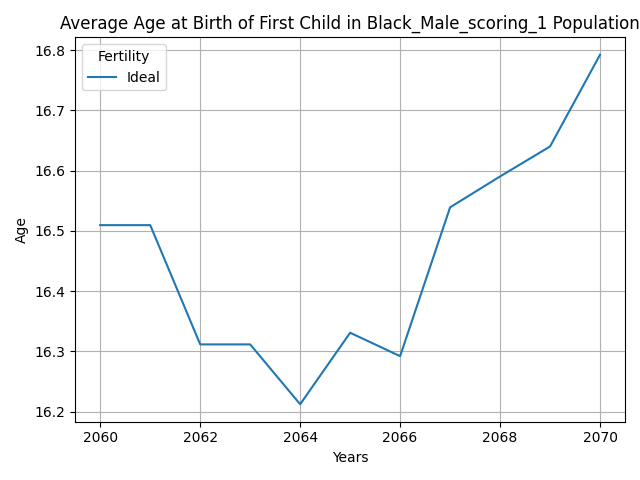 Average Age at Birth of First Child in Black_Male_scoring_1 Population
Fertility
Ideal
16.8
16.7
16.6
16.5
16.4
16.3
16.2
Age
2060
2062
2064
2066
2068
2070
Years